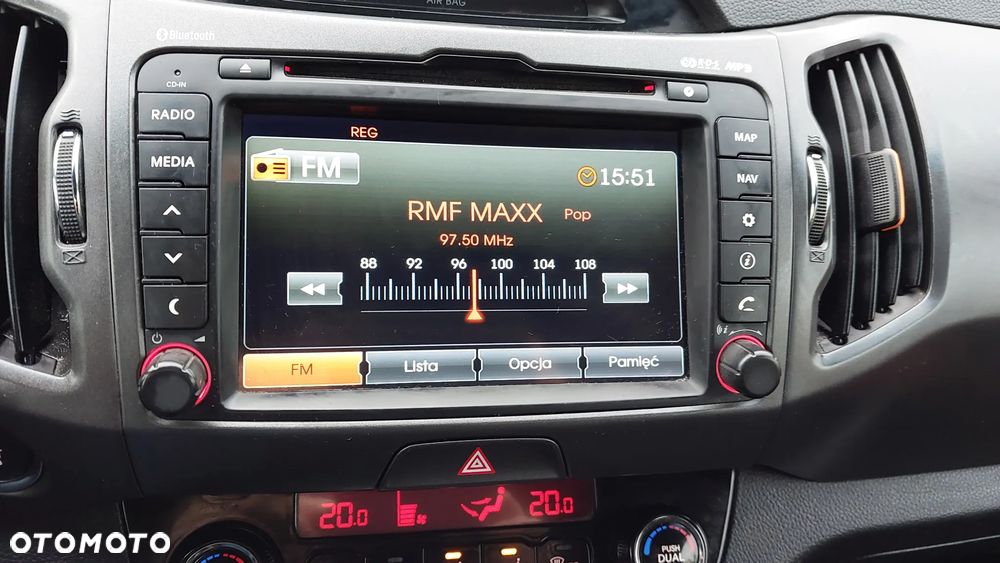 AIR BAG
Bluetooth
CD-IN
R·D·S MP3
RADIO
MEDIA
MAP
NAV
REG
FM
15:51
RMF MAXX Pop
97.50 MHz
88 92 96 100 104 108
FM Lista Opcja Pamięć
20.0 20.0
PUSH
DUAL
OTOMOTO